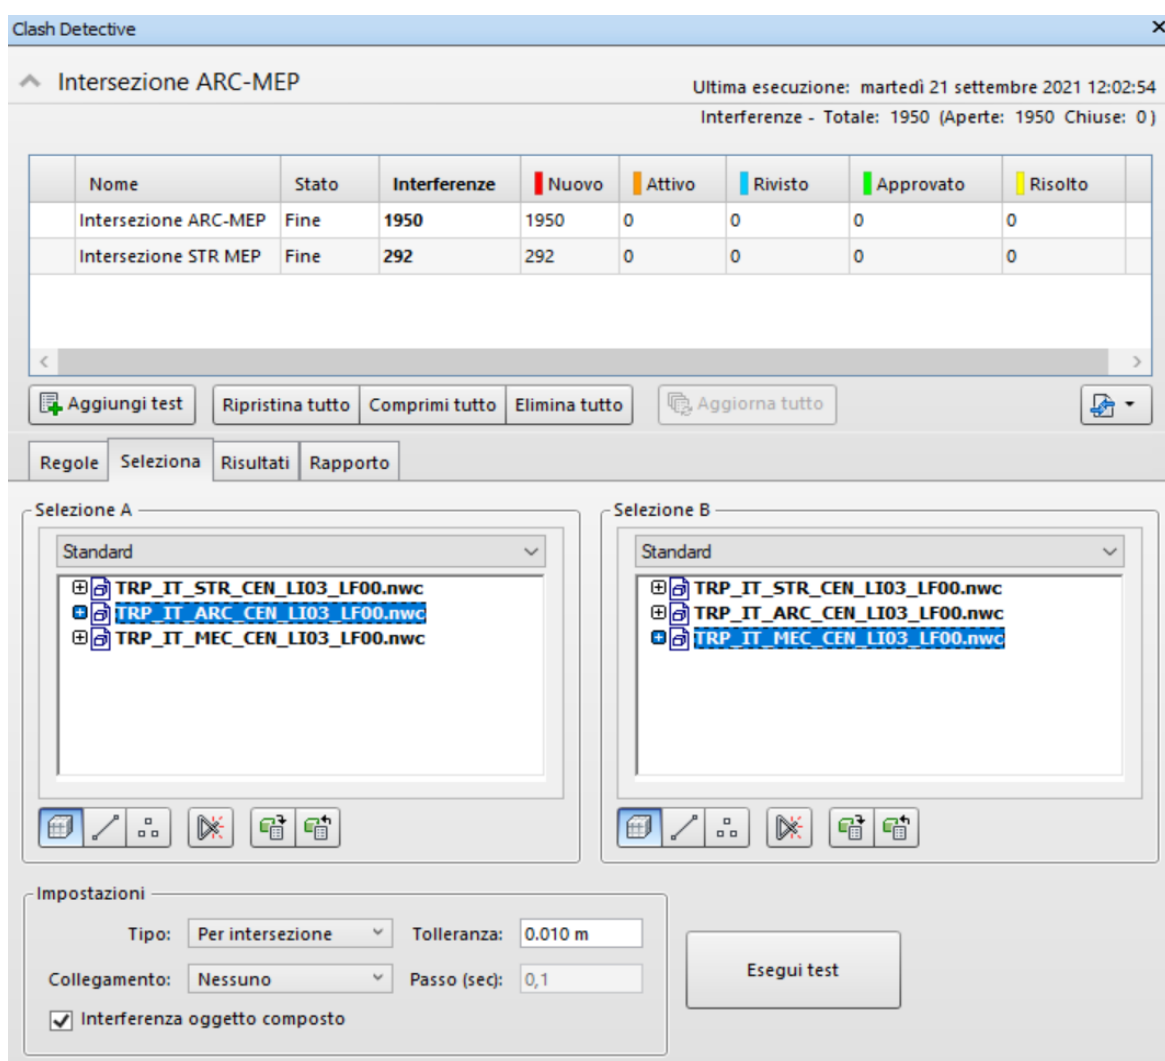 Clash Detective
Intersezione ARC-MEP
Ultima esecuzione: martedì 21 settembre 2021 12:02:54
Interferenze - Totale: 1950 (Aperte: 1950 Chiuse: 0)
Nome Stato Interferenze Nuovo Attivo Rivisto Approvato Risolto
Intersezione ARC-MEP Fine 1950 1950 0 0 0 0
Intersezione STR MEP Fine 292 292 0 0 0 0
Aggiungi test Ripristina tutto Comprimi tutto Elimina tutto Aggiorna tutto
Regole Seleziona Risultati Rapporto
Selezione A
Standard
TRP_IT_STR_CEN_LI03_LF00.nwc
TRP_IT_ARC_CEN_LI03_LF00.nwc
TRP_IT_MEC_CEN_LI03_LF00.nwc
Selezione B
Standard
TRP_IT_STR_CEN_LI03_LF00.nwc
TRP_IT_ARC_CEN_LI03_LF00.nwc
TRP_IT_MEC_CEN_LI03_LF00.nwc
Impostazioni
Tipo: Per intersezione Tolleranza: 0.010 m
Collegamento: Nessuno Passo (sec): 0,1
Interferenza oggetto composto
Esegui test